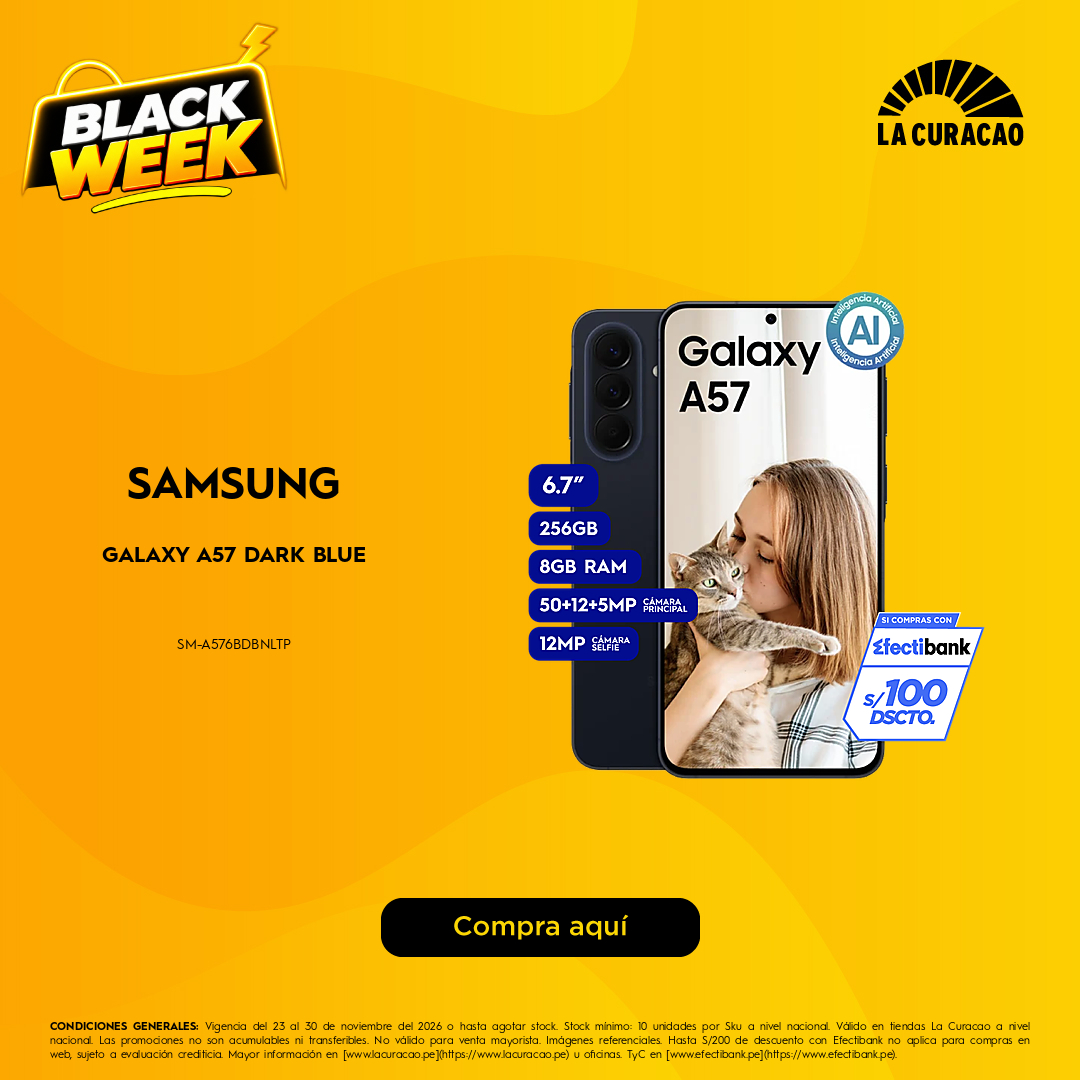 BLACK
WEEK
LA CURACAO
Inteligencia Artificial
AI
Inteligencia Artificial
Galaxy
A57
SAMSUNG
GALAXY A57 DARK BLUE
SM-A576BDBNLTP
6.7”
256GB
8GB RAM
50+12+5MP CÁMARA PRINCIPAL
12MP CÁMARA SELFIE
SI COMPRAS CON
Efectibank
S/100
DSCTO.
Compra aquí
CONDICIONES GENERALES: Vigencia del 23 al 30 de noviembre del 2026 o hasta agotar stock. Stock mínimo: 10 unidades por Sku a nivel nacional. Válido en tiendas La Curacao a nivel
nacional. Las promociones no son acumulables ni transferibles. No válido para venta mayorista. Imágenes referenciales. Hasta S/200 de descuento con Efectibank no aplica para compras en
web, sujeto a evaluación crediticia. Mayor información en [www.lacuracao.pe](https://www.lacuracao.pe) u oficinas. TyC en [www.efectibank.pe](https://www.efectibank.pe).